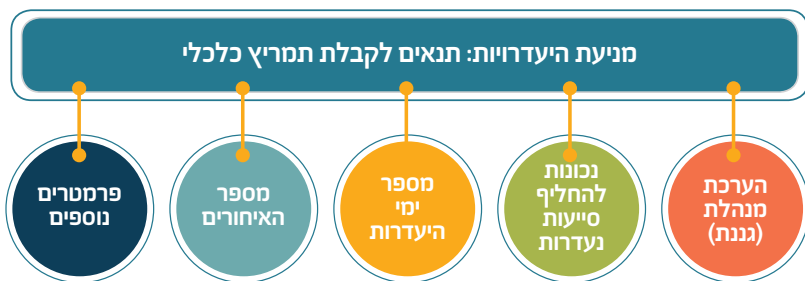 מניעת היעדרויות: תנאים לקבלת תמריץ כלכלי
הערכת
מנהלת
(גננת)
נכונות
להחליף
סייעות
נעדרות
מספר
ימי
היעדרות
מספר
האיחורים
פרמטרים
נוספים